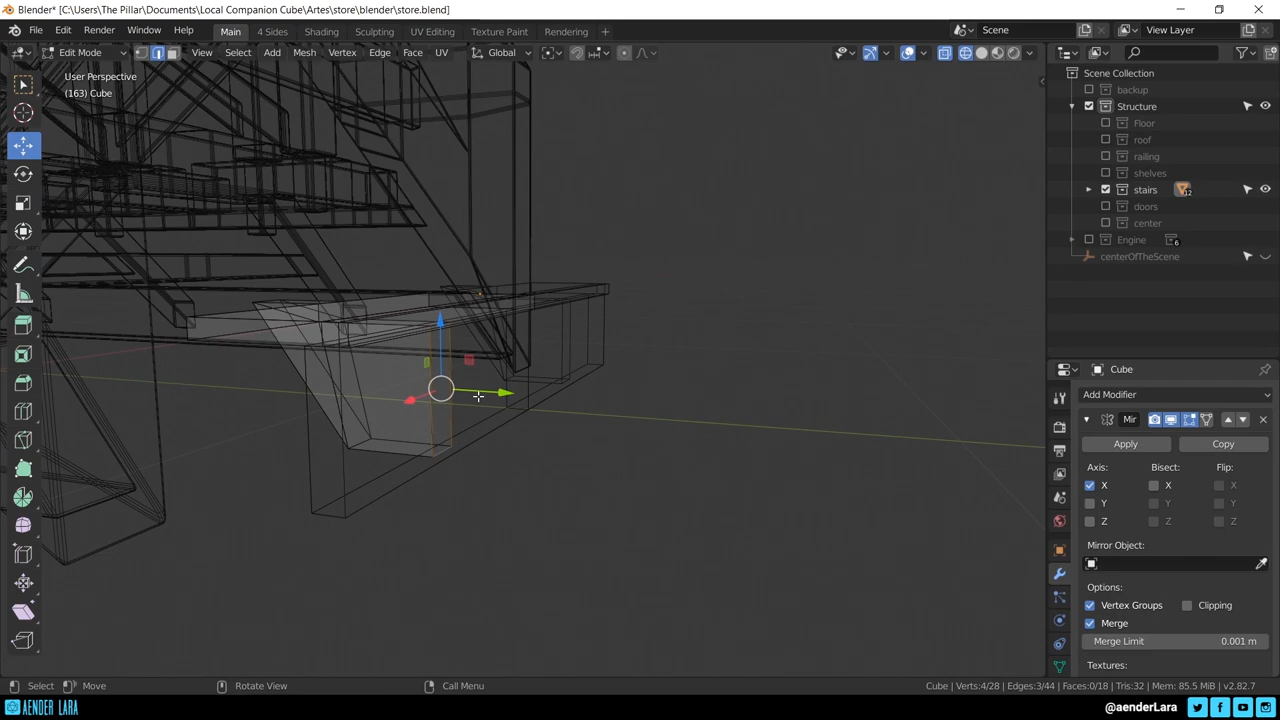 Blender* [C:\Users\The Pillar\Documents\Local Companion Cube\Artes\store\blender\store.blend]
File Edit Render Window Help Main 4 Sides Shading Sculpting UV Editing Texture Paint Rendering + Scene View Layer
Edit Mode View Select Add Mesh Vertex Edge Face UV Global
User Perspective
(163) Cube
Scene Collection
backup
Structure
Floor
roof
railing
shelves
stairs 12
doors
center
Engine 6
centerOfTheScene
Cube
Add Modifier
Mir
Apply Copy
Axis: Bisect: Flip:
X X X
Y Y Y
Z Z Z
Mirror Object:
Options:
Vertex Groups Clipping
Merge
Merge Limit 0.001 m
Textures:
Select Move Rotate View Call Menu Cube | Verts:4/28 | Edges:3/44 | Faces:0/18 | Tris:32 | Mem: 85.5 MiB | v2.82.7
AENDER LARA @aenderLara